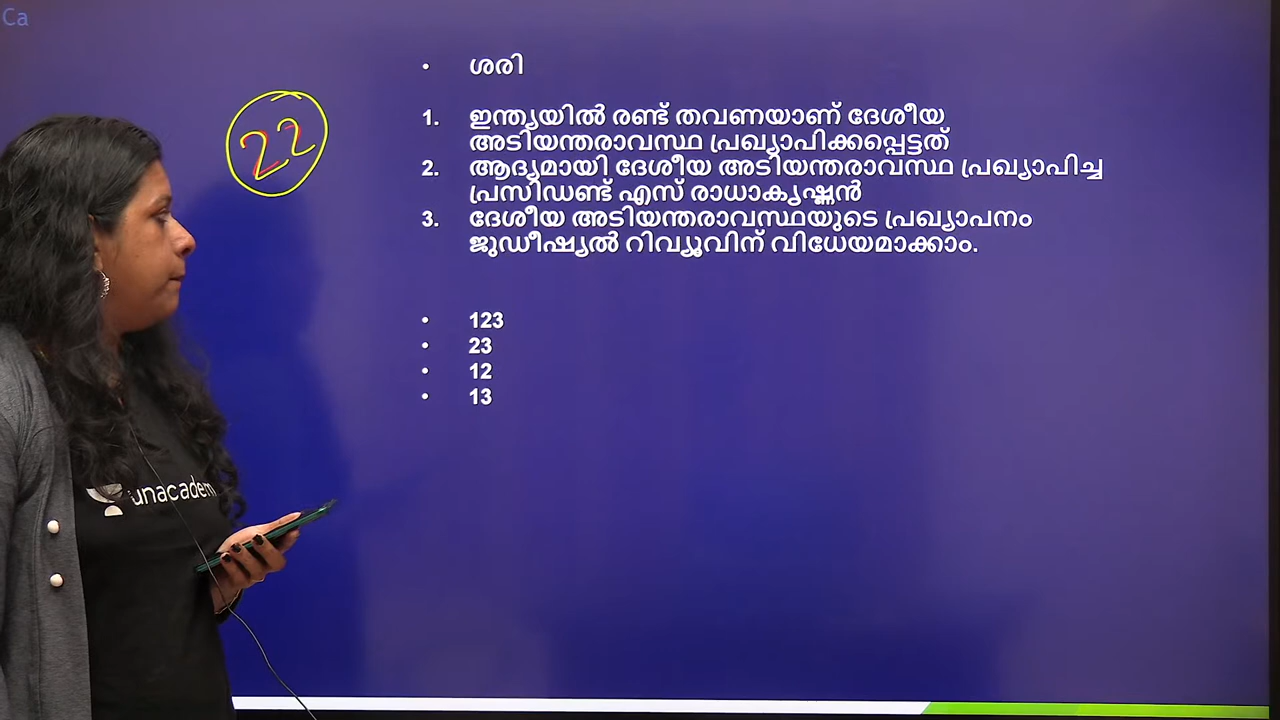 Ca
• ശരി
22
1. ഇന്ത്യയിൽ രണ്ട് തവണയാണ് ദേശീയ
അടിയന്തരാവസ്ഥ പ്രഖ്യാപിക്കപ്പെട്ടത്
2. ആദ്യമായി ദേശീയ അടിയന്തരാവസ്ഥ പ്രഖ്യാപിച്ച
പ്രസിഡണ്ട് എസ് രാധാകൃഷ്ണൻ
3. ദേശീയ അടിയന്തരാവസ്ഥയുടെ പ്രഖ്യാപനം
ജുഡീഷ്യൽ റിവ്യൂവിന് വിധേയമാക്കാം.
• 123
• 23
• 12
• 13
unacadem